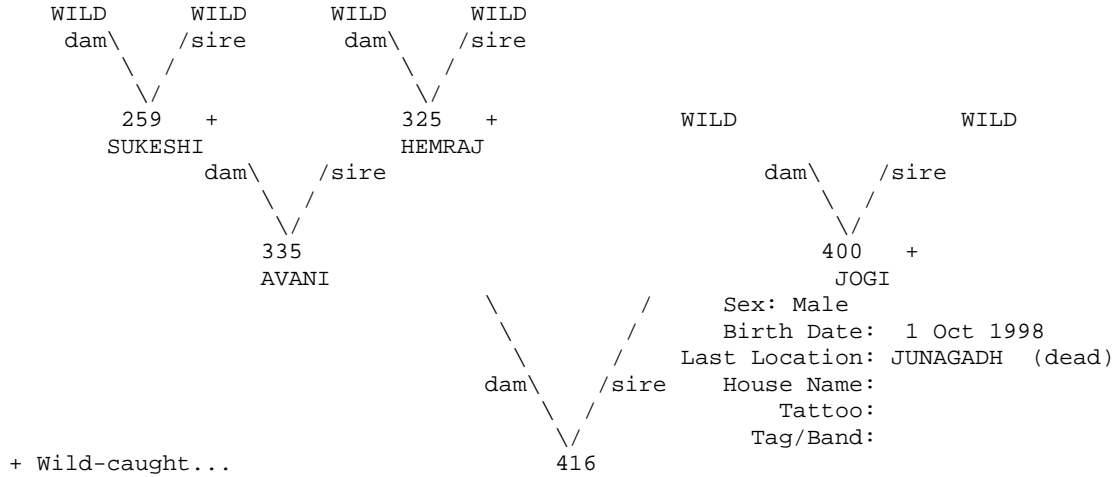 WILD WILD WILD WILD
dam\ /sire dam\ /sire
\ / \ /
\/ \/
259 + 325 + WILD WILD
SUKESHI HEMRAJ
dam\ /sire dam\ /sire
\ / \ /
\/ \/
335 400 +
AVANI JOGI
\ / Sex: Male
\ / Birth Date: 1 Oct 1998
\ / Last Location: JUNAGADH (dead)
dam\ /sire House Name:
\ / Tattoo:
\/ Tag/Band:
+ Wild-caught... 416